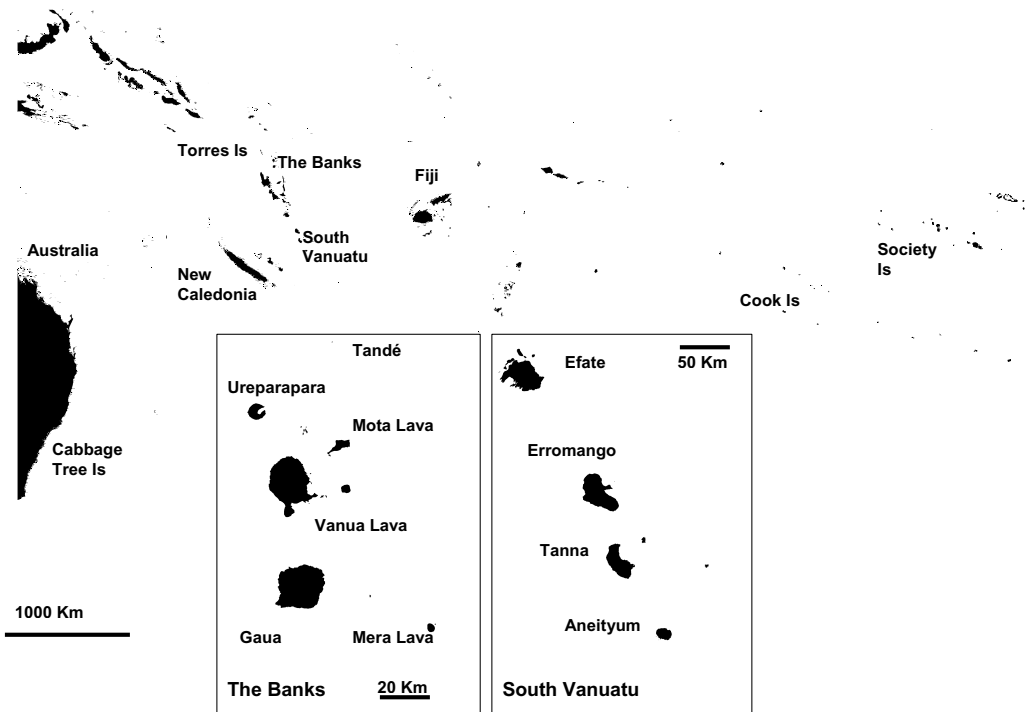 Torres Is
The Banks
Fiji
Australia
South
Vanuatu
New
Caledonia
Society
Is
Cook Is
Cabbage
Tree Is
1000 Km
Tandé
Ureparapara
Mota Lava
Vanua Lava
Gaua
Mera Lava
The Banks
20 Km
Efate
50 Km
Erromango
Tanna
Aneityum
South Vanuatu